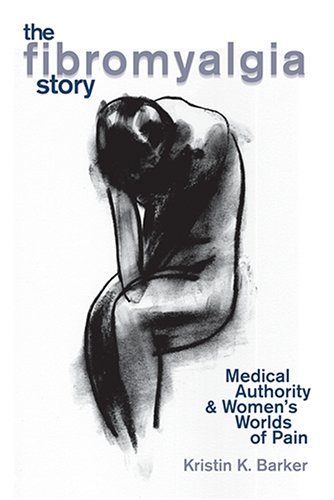 the
fibromyalgia
story
Medical
Authority
& Women's
Worlds
of Pain
Kristin K. Barker